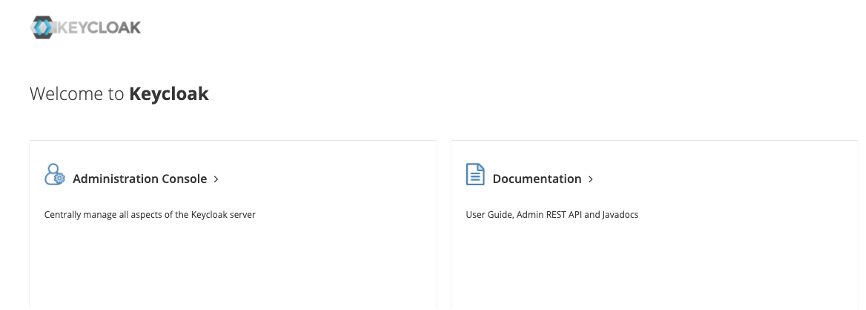 KEYCLOAK
Welcome to Keycloak
Administration Console
Documentation
Centrally manage all aspects of the Keycloak server
User Guide, Admin REST API and Javadocs